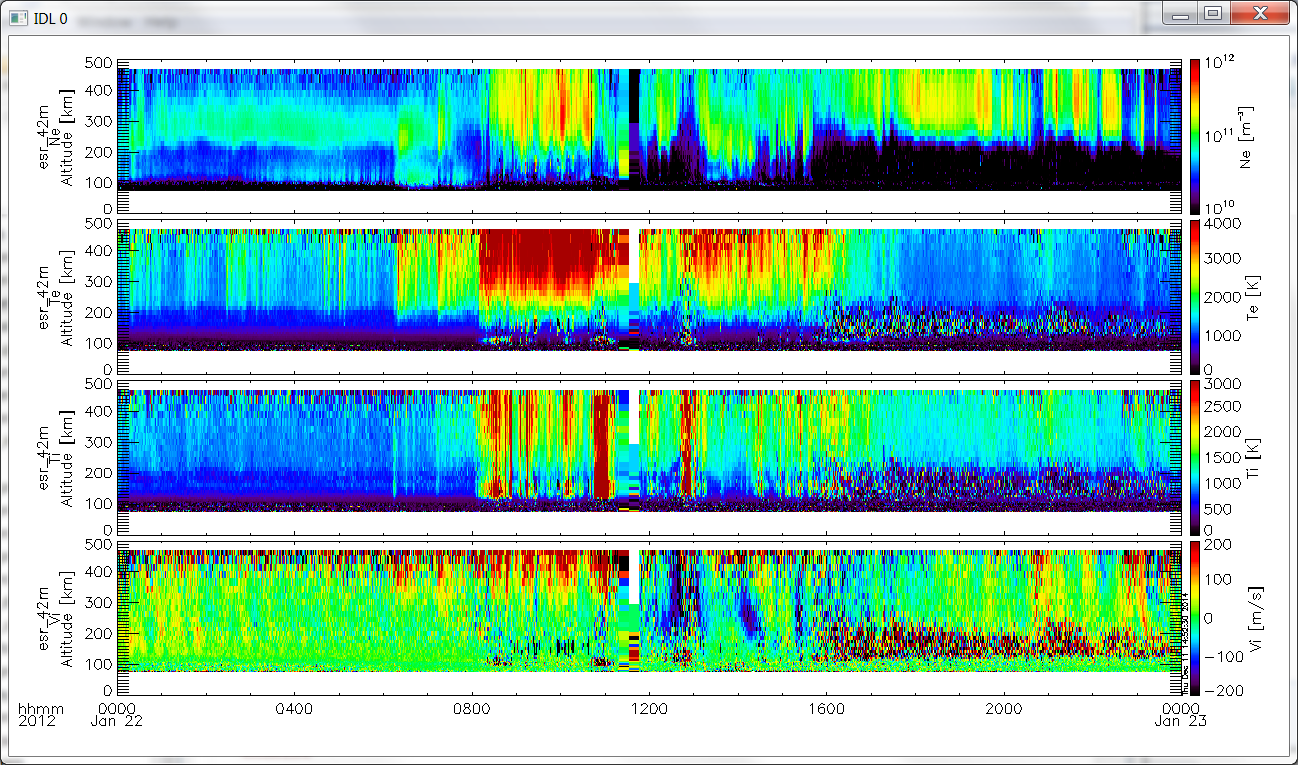 IDL 0
Window Help
500
400
300
200
100
0
esr_42m
Ne
Altitude [km]
10¹²
10¹¹
10¹⁰
Ne [m⁻³]
500
400
300
200
100
0
esr_42m
Te
Altitude [km]
4000
3000
2000
1000
0
Te [K]
500
400
300
200
100
0
esr_42m
Ti
Altitude [km]
3000
2500
2000
1500
1000
500
0
Ti [K]
500
400
300
200
100
0
esr_42m
Vi
Altitude [km]
200
100
0
-100
-200
Vi [m/s]
hhmm 0000 0400 0800 1200 1600 2000 0000
2012 Jan 22 Jan 23